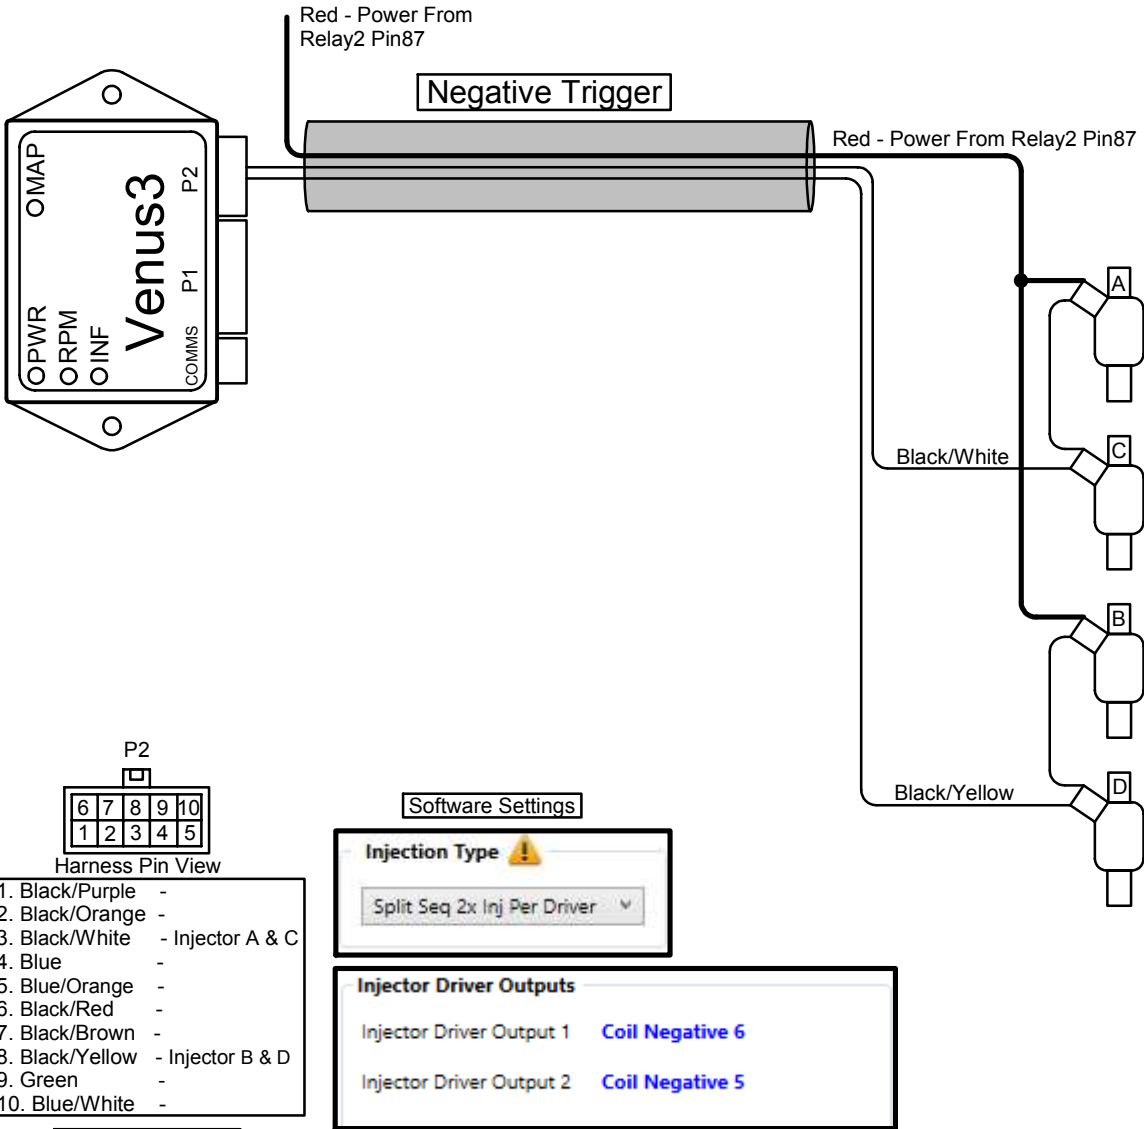 Red - Power From
Relay2 Pin87
Negative Trigger
Red - Power From Relay2 Pin87
OMAP
OPWR
ORPM
OINF
Venus3
P2
P1
COMMS
A
Black/White
C
B
Black/Yellow
D
P2
6 7 8 9 10
1 2 3 4 5
Harness Pin View
1. Black/Purple -
2. Black/Orange -
3. Black/White - Injector A & C
4. Blue -
5. Blue/Orange -
6. Black/Red -
7. Black/Brown -
8. Black/Yellow - Injector B & D
9. Green -
10. Blue/White -
Software Settings
Injection Type
Split Seq 2x Inj Per Driver
Injector Driver Outputs
Injector Driver Output 1 Coil Negative 6
Injector Driver Output 2 Coil Negative 5